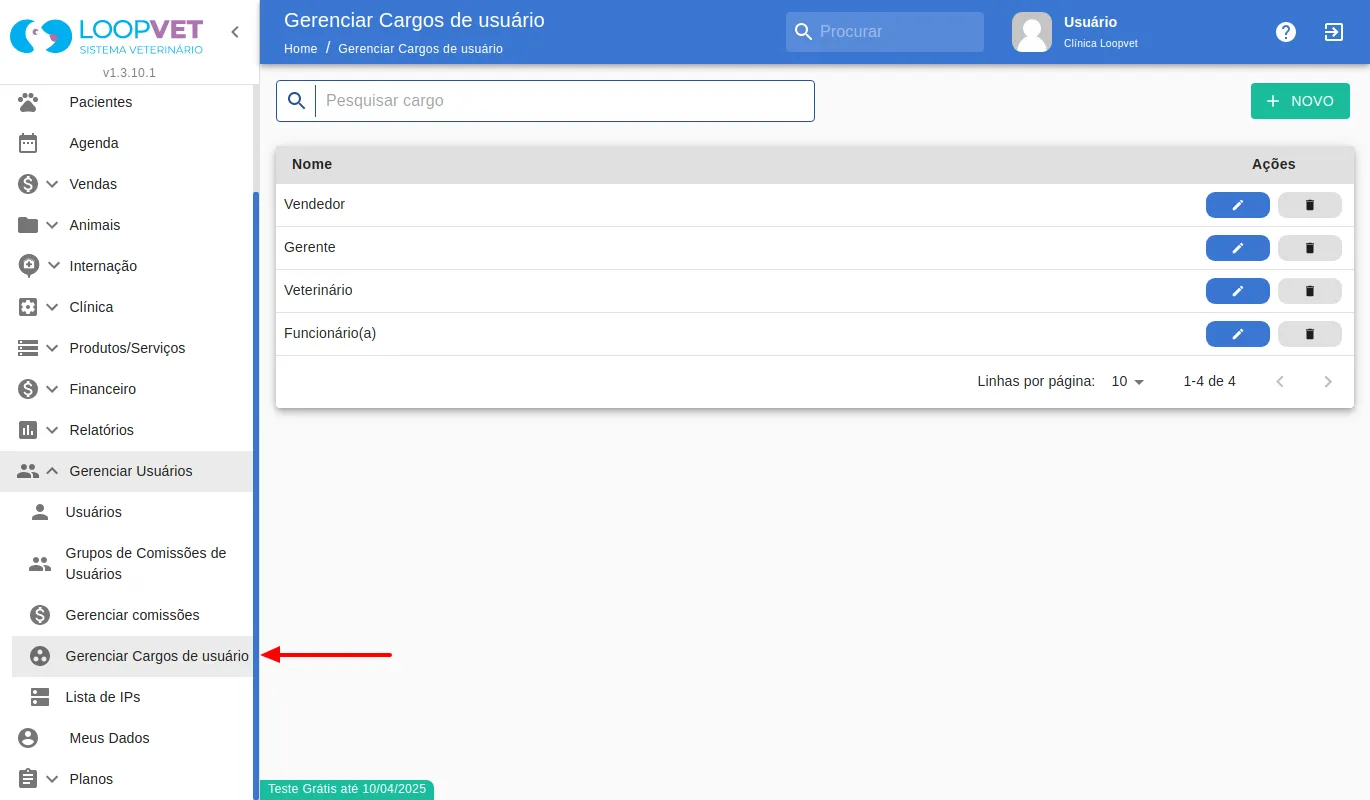 LOOPVET
SISTEMA VETERINÁRIO
v1.3.10.1
Pacientes
Agenda
Vendas
Animais
Internação
Clínica
Produtos/Serviços
Financeiro
Relatórios
Gerenciar Usuários
Usuários
Grupos de Comissões de
Usuários
Gerenciar comissões
Gerenciar Cargos de usuário
Lista de IPs
Meus Dados
Planos
Gerenciar Cargos de usuário
Home / Gerenciar Cargos de usuário
Procurar
Usuário
Clínica Loopvet
Pesquisar cargo
NOVO
Nome Ações
Vendedor
Gerente
Veterinário
Funcionário(a)
Linhas por página: 10 1-4 de 4
Teste Grátis até 10/04/2025